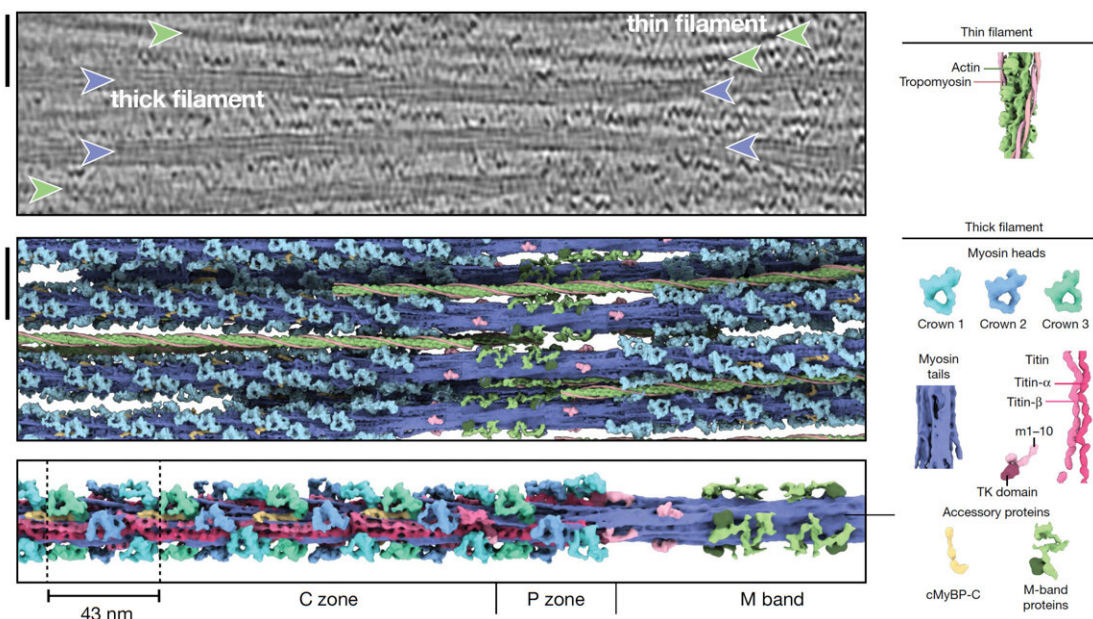 thin filament
thick filament
Thin filament
Actin
Tropomyosin
Thick filament
Myosin heads
Crown 1 Crown 2 Crown 3
Myosin
tails
Titin
Titin-α
Titin-β
m1–10
TK domain
Accessory proteins
cMyBP-C
M-band
proteins
43 nm
C zone
P zone
M band